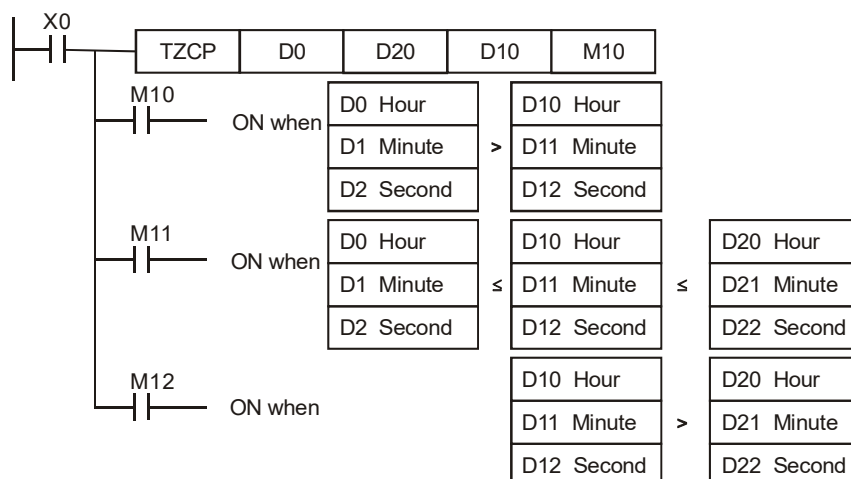 X0
TZCP D0 D20 D10 M10
M10
ON when
D0 Hour D10 Hour
D1 Minute > D11 Minute
D2 Second D12 Second
M11
ON when
D0 Hour D10 Hour D20 Hour
D1 Minute ≤ D11 Minute ≤ D21 Minute
D2 Second D12 Second D22 Second
M12
ON when
D10 Hour D20 Hour
D11 Minute > D21 Minute
D12 Second D22 Second